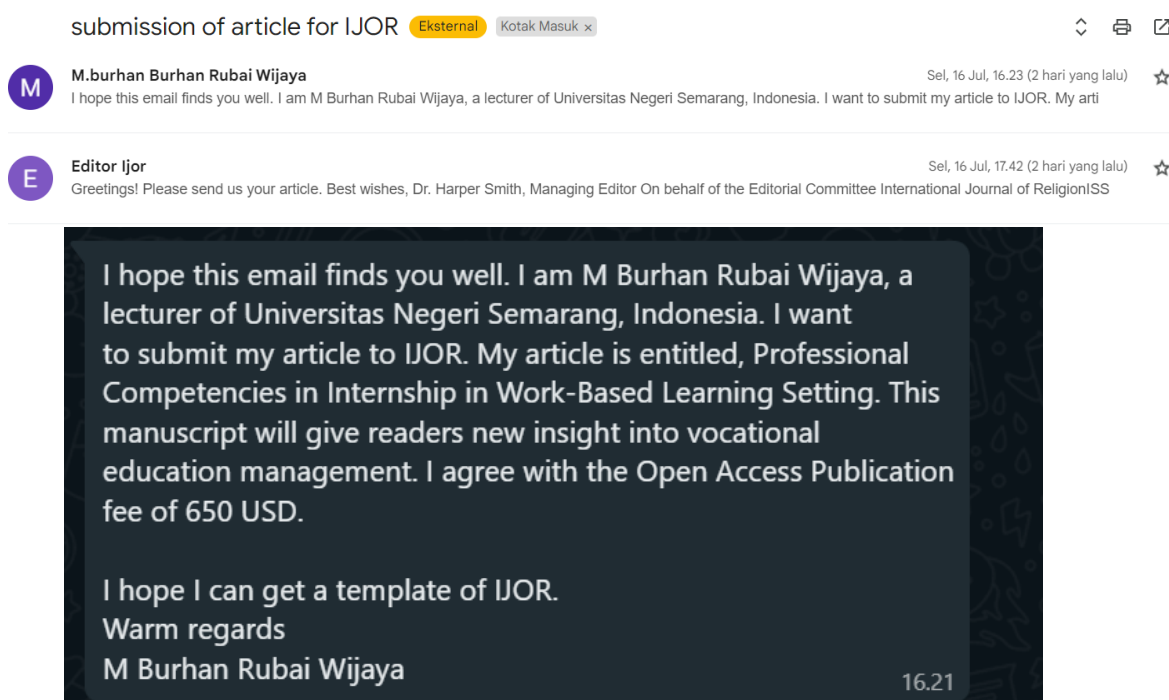 submission of article for IJOR Eksternal Kotak Masuk ×
M M.burhan Burhan Rubai Wijaya Sel, 16 Jul, 16.23 (2 hari yang lalu)
I hope this email finds you well. I am M Burhan Rubai Wijaya, a lecturer of Universitas Negeri Semarang, Indonesia. I want to submit my article to IJOR. My arti
E Editor Ijor Sel, 16 Jul, 17.42 (2 hari yang lalu)
Greetings! Please send us your article. Best wishes, Dr. Harper Smith, Managing Editor On behalf of the Editorial Committee International Journal of ReligionISS
I hope this email finds you well. I am M Burhan Rubai Wijaya, a
lecturer of Universitas Negeri Semarang, Indonesia. I want
to submit my article to IJOR. My article is entitled, Professional
Competencies in Internship in Work-Based Learning Setting. This
manuscript will give readers new insight into vocational
education management. I agree with the Open Access Publication
fee of 650 USD.
I hope I can get a template of IJOR.
Warm regards
M Burhan Rubai Wijaya
16.21